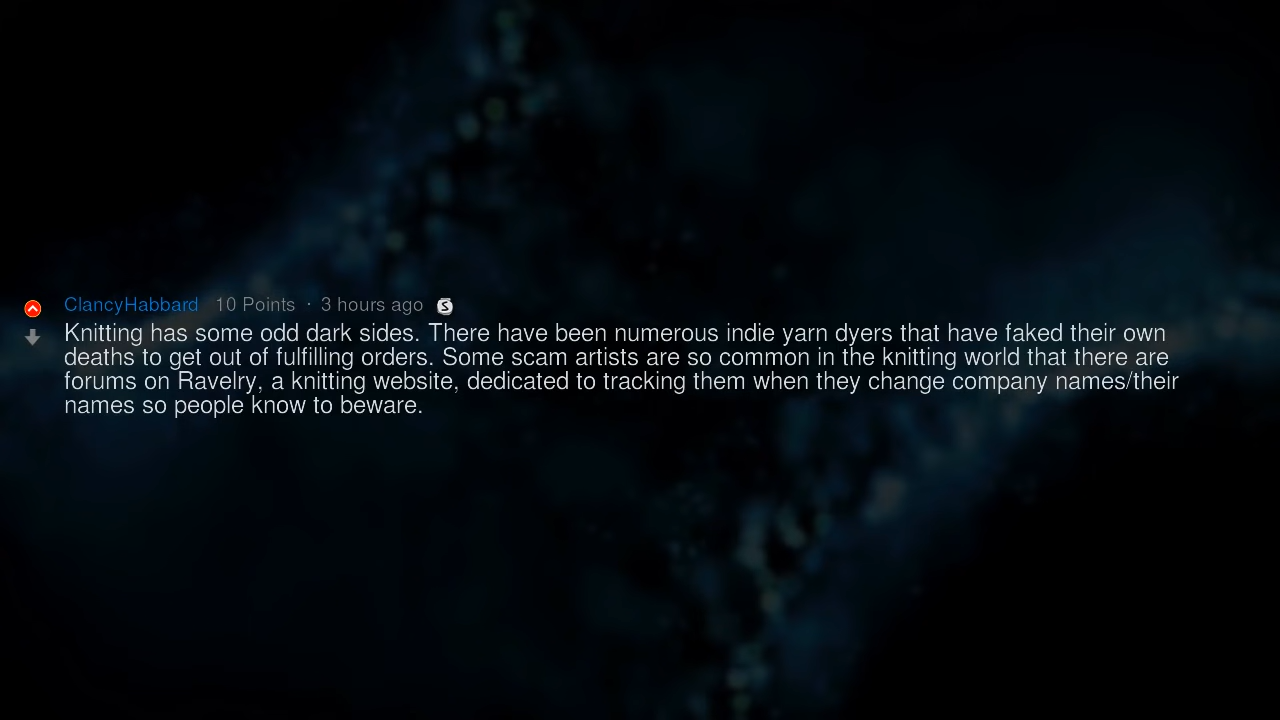 ClancyHabbard 10 Points · 3 hours ago
Knitting has some odd dark sides. There have been numerous indie yarn dyers that have faked their own
deaths to get out of fulfilling orders. Some scam artists are so common in the knitting world that there are
forums on Ravelry, a knitting website, dedicated to tracking them when they change company names/their
names so people know to beware.